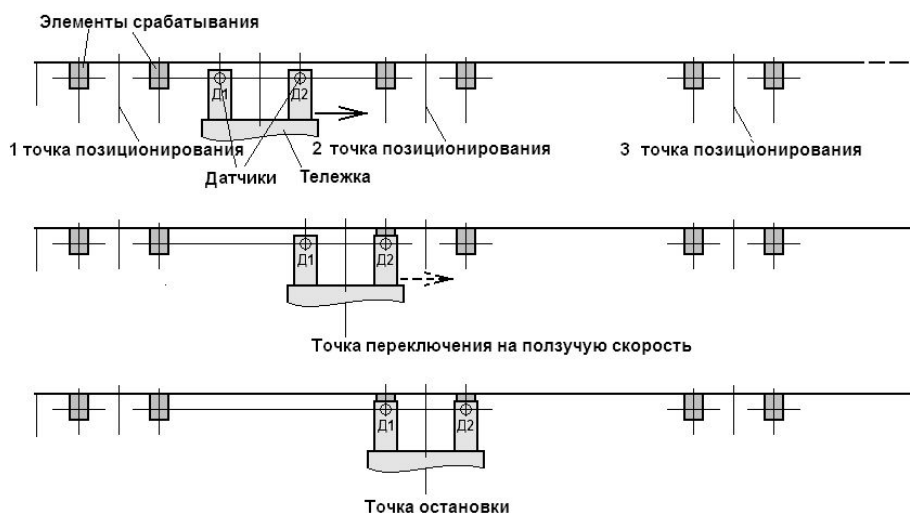 Элементы срабатывания
Д1
Д2
1 точка позиционирования
2 точка позиционирования
3 точка позиционирования
Датчики
Тележка
Д1
Д2
Точка переключения на ползучую скорость
Д1
Д2
Точка остановки